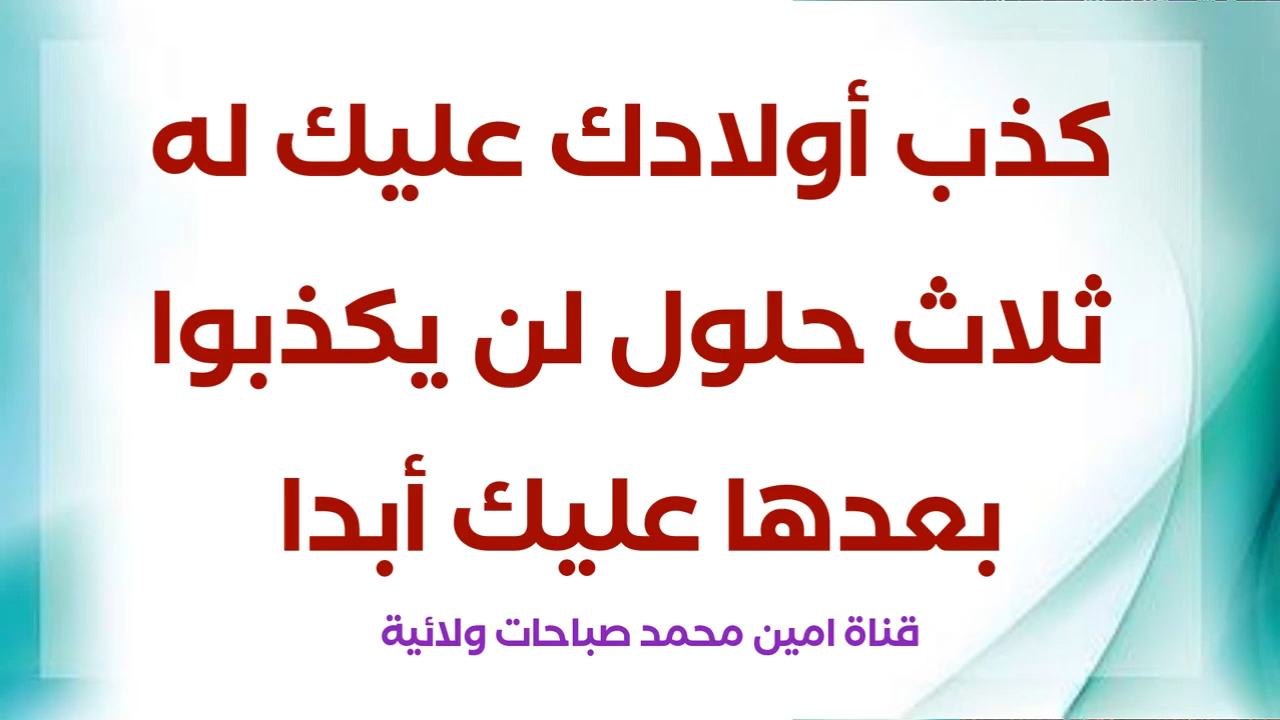 كذب أولادك عليك له
ثلاث حلول لن يكذبوا
بعدها عليك أبدا
قناة امين محمد صباحات ولائية